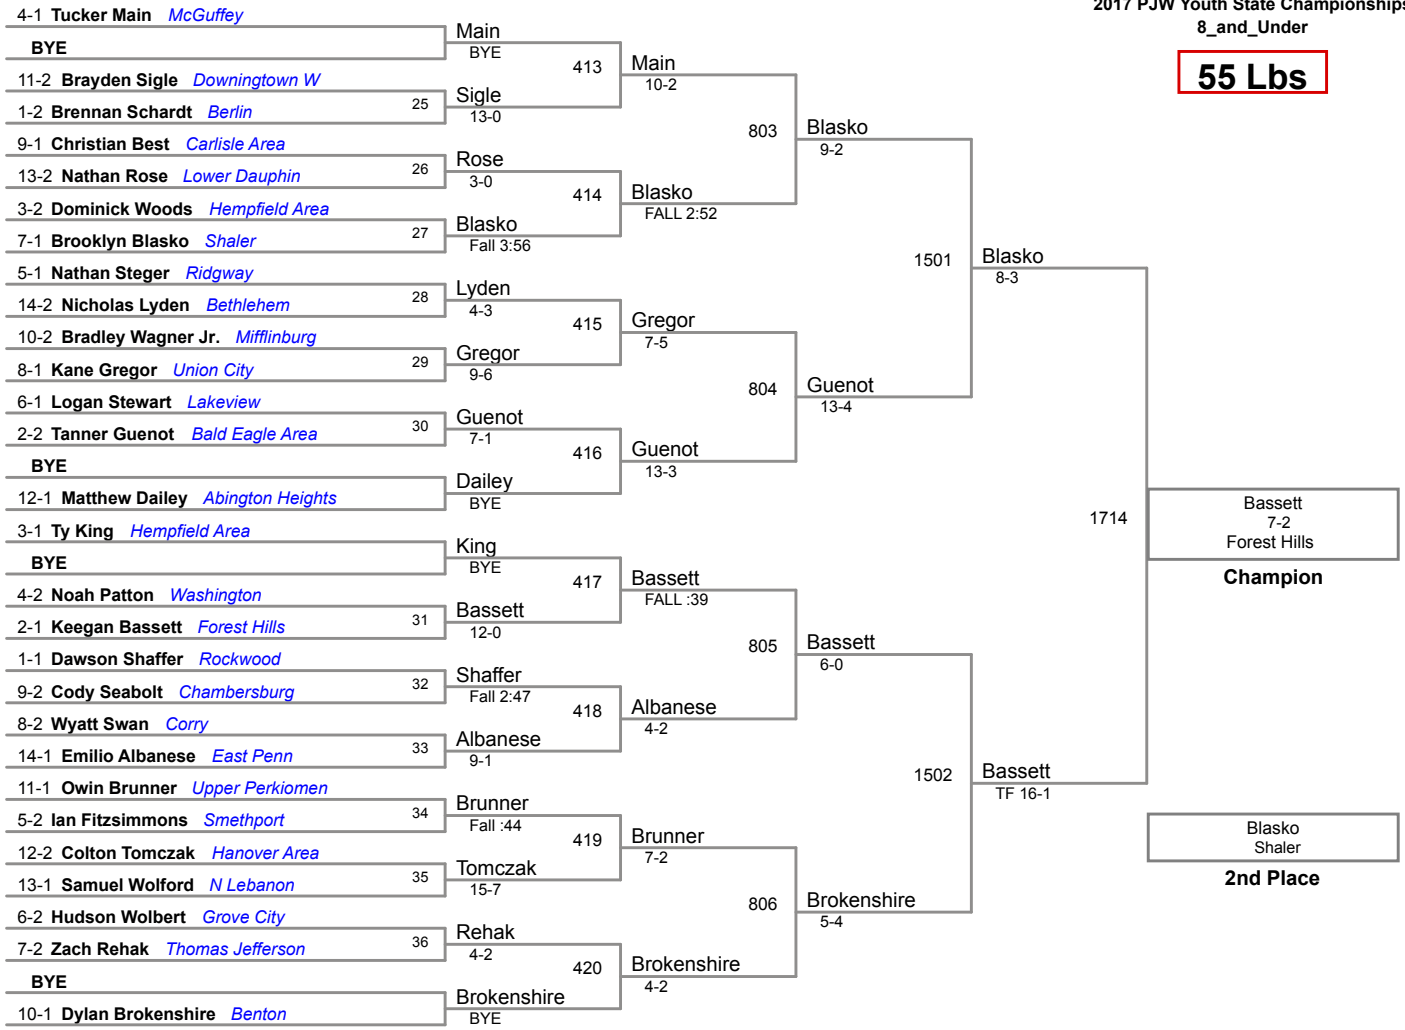 2017 PJW Youth State Championships
8_and_Under
55 Lbs
4-1 Tucker Main McGuffey
BYE
11-2 Brayden Sigle Downingtown W
1-2 Brennan Schardt Berlin
9-1 Christian Best Carlisle Area
13-2 Nathan Rose Lower Dauphin
3-2 Dominick Woods Hempfield Area
7-1 Brooklyn Blasko Shaler
5-1 Nathan Steger Ridgway
14-2 Nicholas Lyden Bethlehem
10-2 Bradley Wagner Jr. Mifflinburg
8-1 Kane Gregor Union City
6-1 Logan Stewart Lakeview
2-2 Tanner Guenot Bald Eagle Area
BYE
12-1 Matthew Dailey Abington Heights
3-1 Ty King Hempfield Area
BYE
4-2 Noah Patton Washington
2-1 Keegan Bassett Forest Hills
1-1 Dawson Shaffer Rockwood
9-2 Cody Seabolt Chambersburg
8-2 Wyatt Swan Corry
14-1 Emilio Albanese East Penn
11-1 Owin Brunner Upper Perkiomen
5-2 Ian Fitzsimmons Smethport
12-2 Colton Tomczak Hanover Area
13-1 Samuel Wolford N Lebanon
6-2 Hudson Wolbert Grove City
7-2 Zach Rehak Thomas Jefferson
BYE
10-1 Dylan Brokenshire Benton
25
26
27
28
29
30
31
32
33
34
35
36
Main
BYE
Sigle
13-0
Rose
3-0
Blasko
Fall 3:56
Lyden
4-3
Gregor
9-6
Guenot
7-1
Dailey
BYE
King
BYE
Bassett
12-0
Shaffer
Fall 2:47
Albanese
9-1
Brunner
Fall :44
Tomczak
15-7
Rehak
4-2
Brokenshire
BYE
413
414
415
416
417
418
419
420
Main
10-2
Blasko
FALL 2:52
Gregor
7-5
Guenot
13-3
Bassett
FALL :39
Albanese
4-2
Brunner
7-2
Brokenshire
4-2
803
804
805
806
Blasko
9-2
Guenot
13-4
Bassett
6-0
Brokenshire
5-4
1501
1502
Blasko
8-3
Bassett
TF 16-1
1714
Bassett
7-2
Forest Hills
Champion
Blasko
Shaler
2nd Place